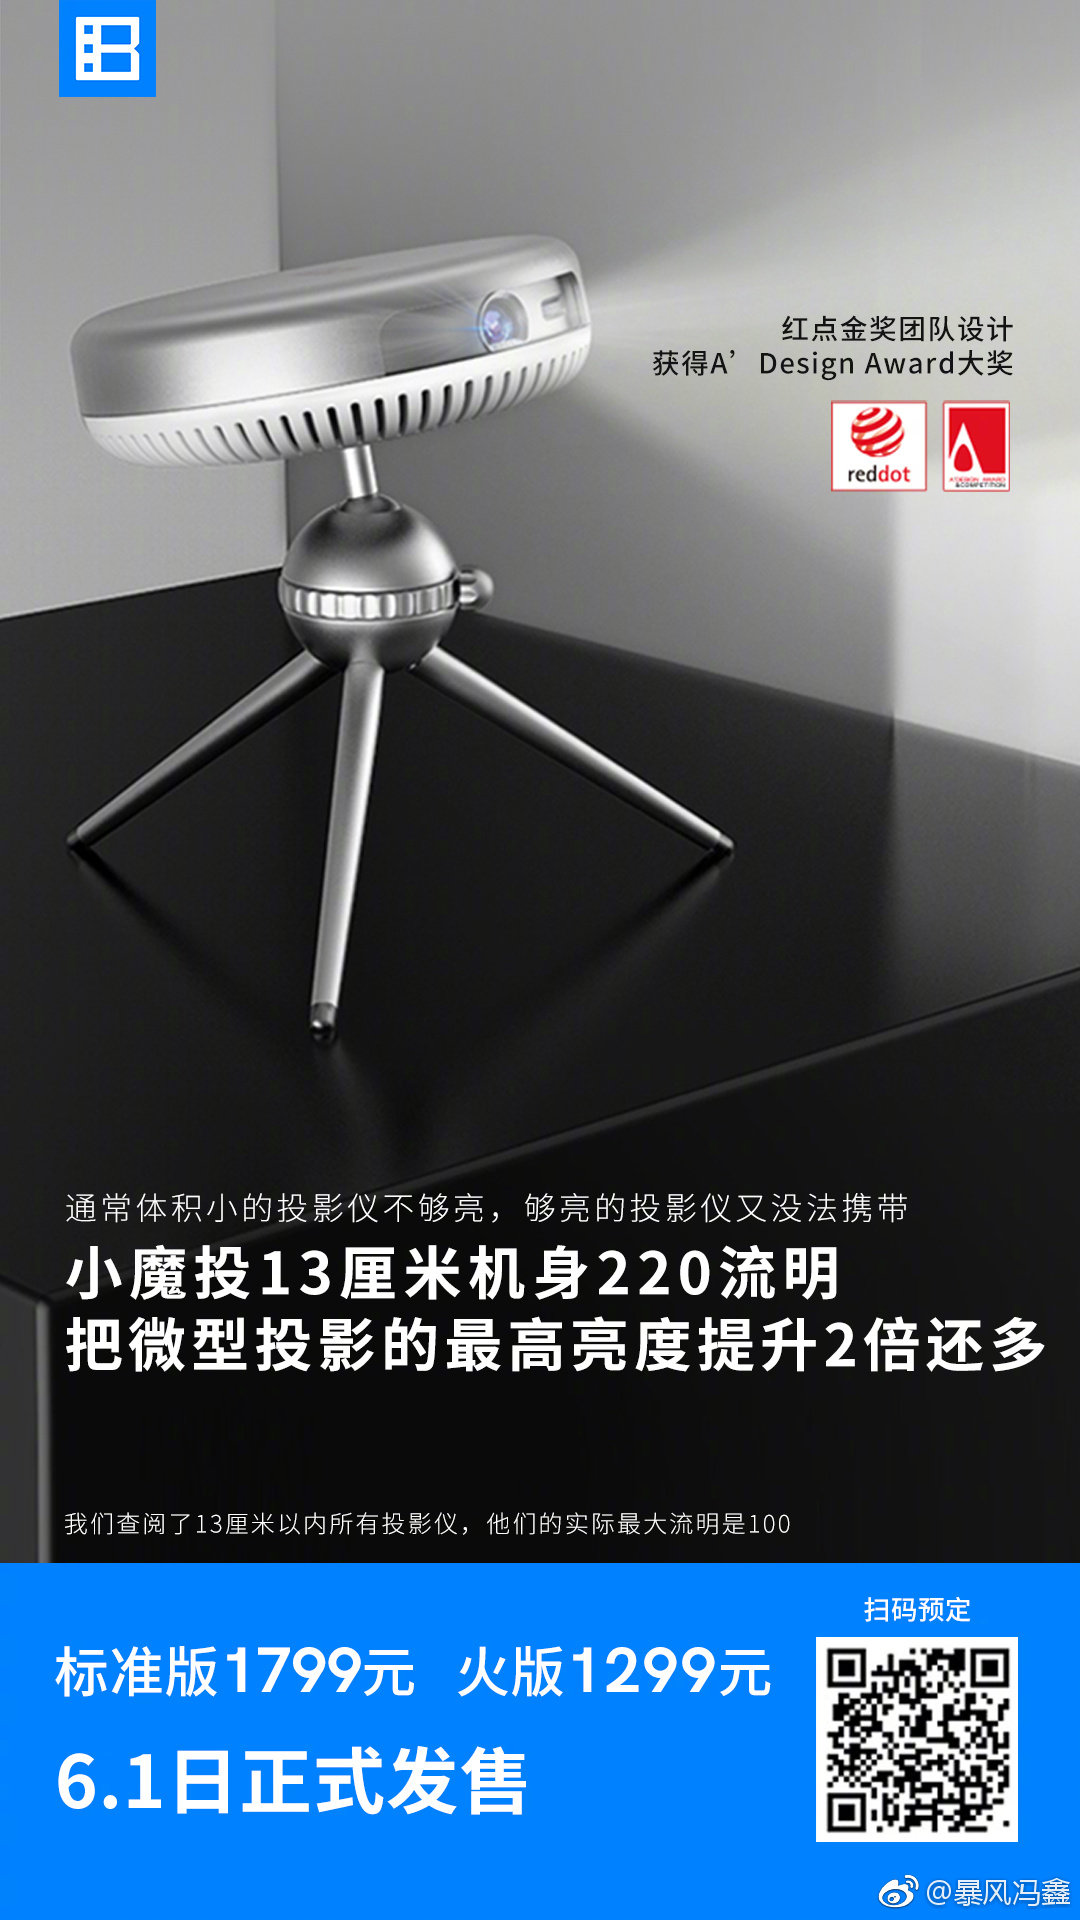 红点金奖团队设计
获得A’Design Award大奖
reddot
A'DESIGN AWARD
&COMPETITION
通常体积小的投影仪不够亮，够亮的投影仪又没法携带
小魔投13厘米机身220流明
把微型投影的最高亮度提升2倍还多
我们查阅了13厘米以内所有投影仪，他们的实际最大流明是100
扫码预定
标准版1799元 火版1299元
6.1日正式发售
@暴风冯鑫